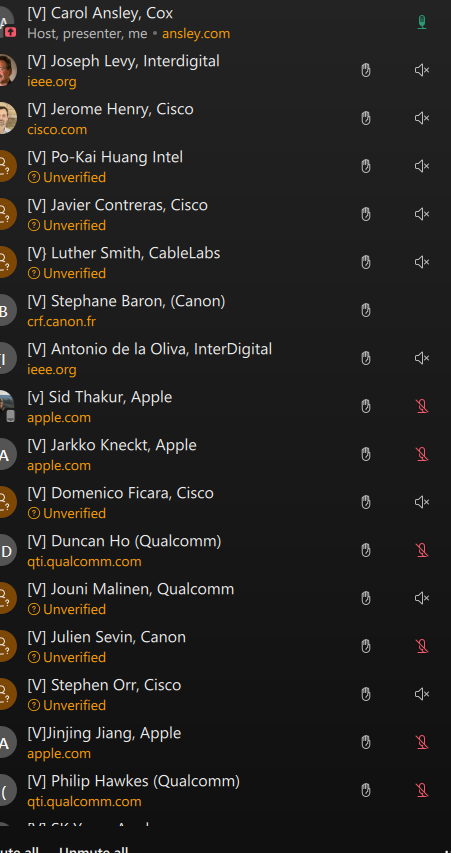 [V] Carol Ansley, Cox
Host, presenter, me • ansley.com
[V] Joseph Levy, Interdigital
ieee.org
[V] Jerome Henry, Cisco
cisco.com
[V] Po-Kai Huang Intel
Unverified
[V] Javier Contreras, Cisco
Unverified
[V} Luther Smith, CableLabs
Unverified
B
[V] Stephane Baron, (Canon)
crf.canon.fr
[V] Antonio de la Oliva, InterDigital
ieee.org
[v] Sid Thakur, Apple
apple.com
A
[V] Jarkko Kneckt, Apple
apple.com
[V] Domenico Ficara, Cisco
Unverified
D
[V] Duncan Ho (Qualcomm)
qti.qualcomm.com
[V] Jouni Malinen, Qualcomm
Unverified
[V] Julien Sevin, Canon
Unverified
[V] Stephen Orr, Cisco
Unverified
A
[V]Jinjing Jiang, Apple
apple.com
(
[V] Philip Hawkes (Qualcomm)
qti.qualcomm.com
all Unmute all